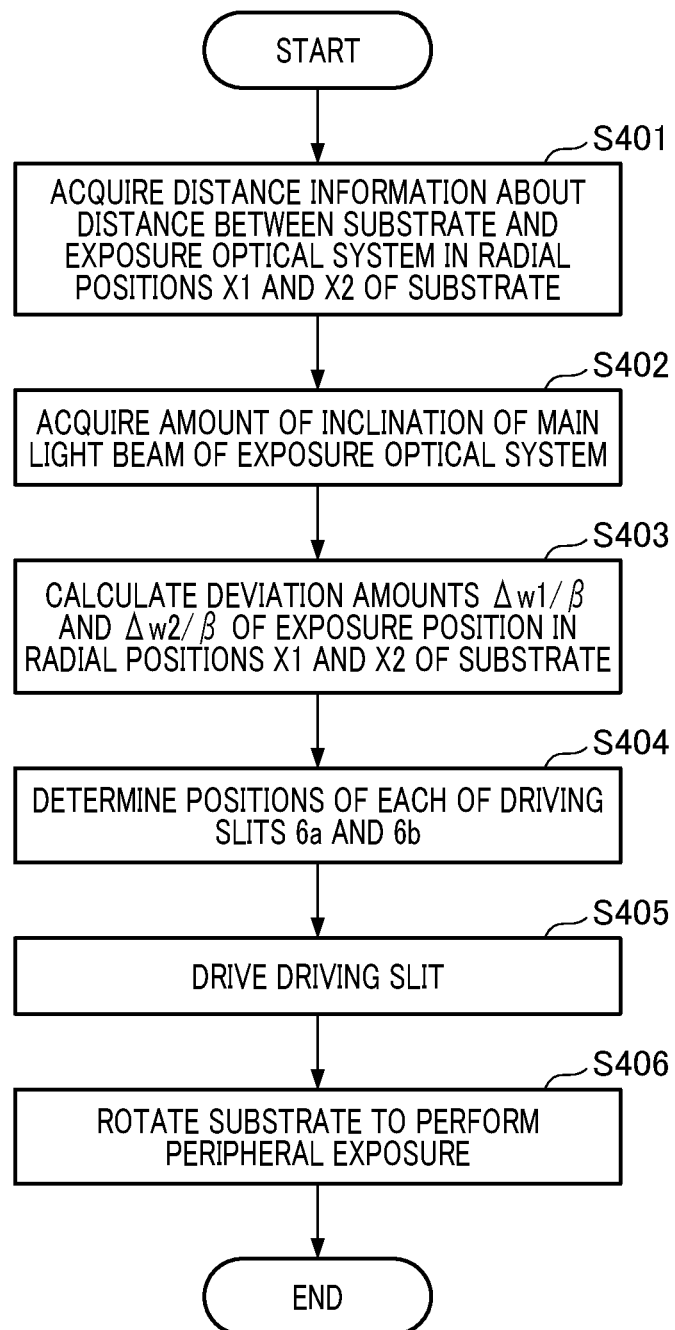 START
S401
ACQUIRE DISTANCE INFORMATION ABOUT
DISTANCE BETWEEN SUBSTRATE AND
EXPOSURE OPTICAL SYSTEM IN RADIAL
POSITIONS X1 AND X2 OF SUBSTRATE
S402
ACQUIRE AMOUNT OF INCLINATION OF MAIN
LIGHT BEAM OF EXPOSURE OPTICAL SYSTEM
S403
CALCULATE DEVIATION AMOUNTS Δw1/β
AND Δw2/β OF EXPOSURE POSITION IN
RADIAL POSITIONS X1 AND X2 OF SUBSTRATE
S404
DETERMINE POSITIONS OF EACH OF DRIVING
SLITS 6a AND 6b
S405
DRIVE DRIVING SLIT
S406
ROTATE SUBSTRATE TO PERFORM
PERIPHERAL EXPOSURE
END